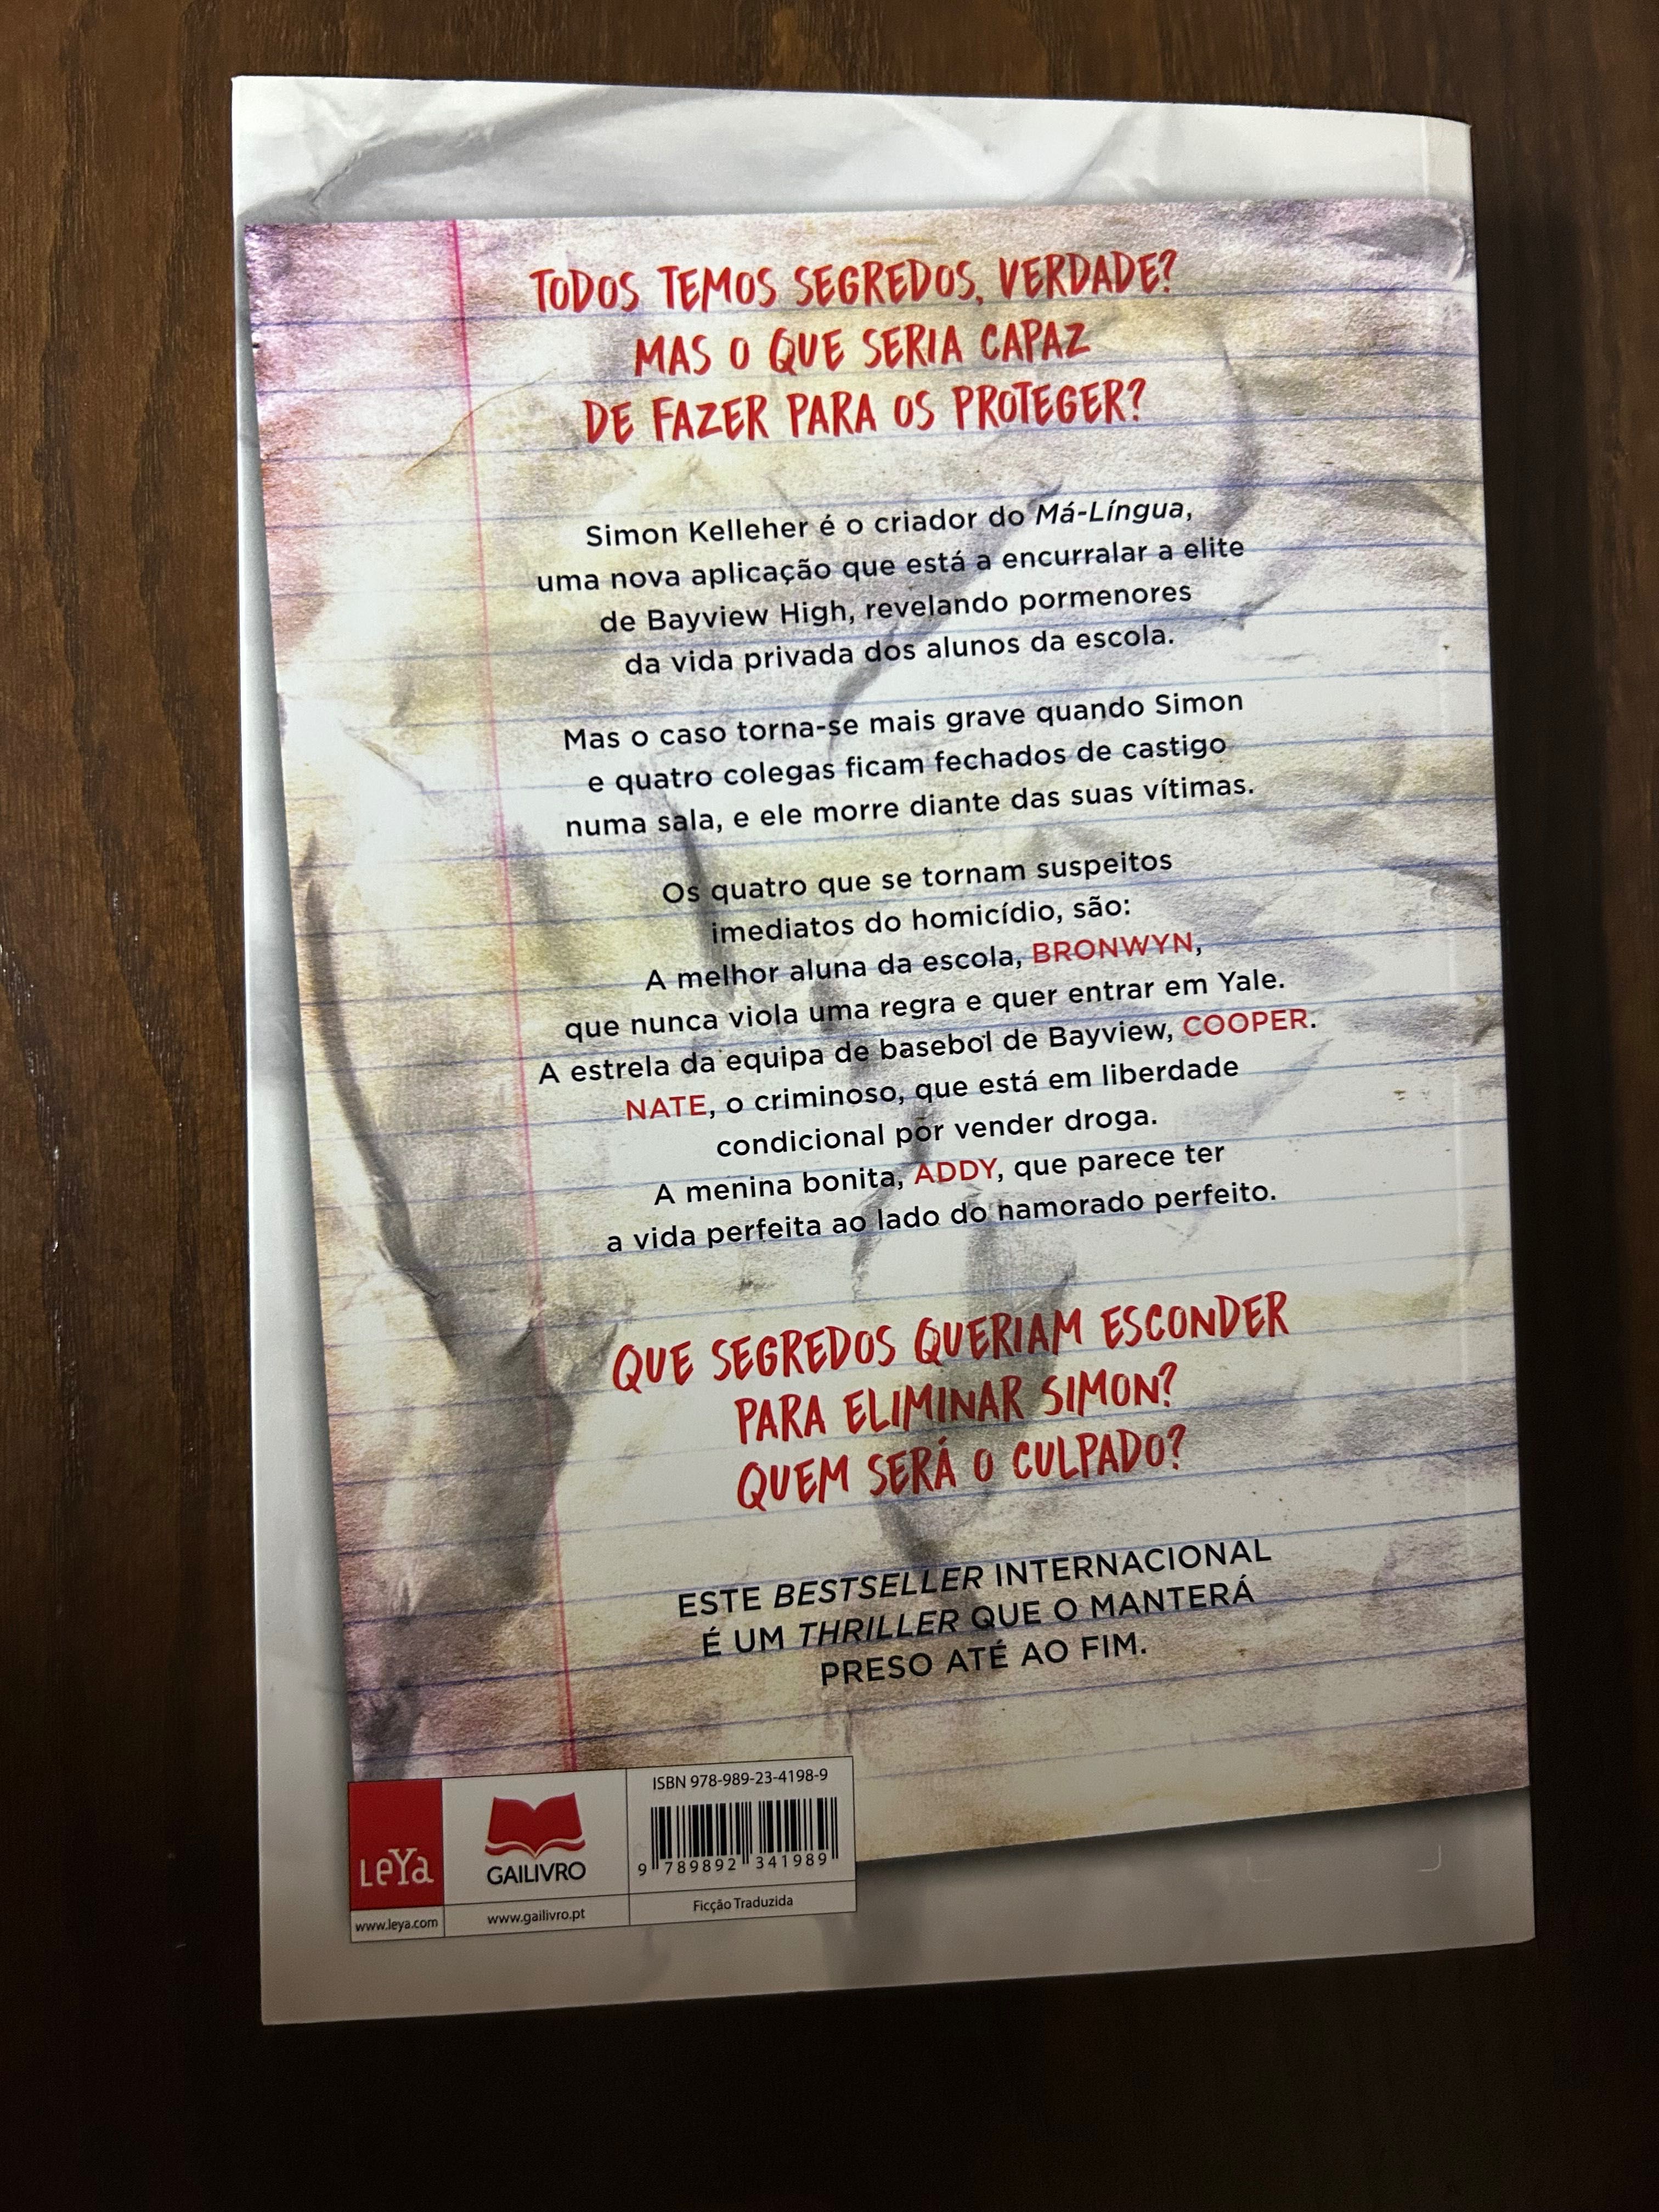 TODOS TEMOS SEGREDOS, VERDADE?
MAS O QUE SERIA CAPAZ
DE FAZER PARA OS PROTEGER?
Simon Kelleher é o criador do Má-Língua,
uma nova aplicação que está a encurralar a elite
de Bayview High, revelando pormenores
da vida privada dos alunos da escola.
Mas o caso torna-se mais grave quando Simon
e quatro colegas ficam fechados de castigo
numa sala, e ele morre diante das suas vítimas.
Os quatro que se tornam suspeitos
imediatos do homicídio, são:
A melhor aluna da escola, BRONWYN,
que nunca viola uma regra e quer entrar em Yale.
A estrela da equipa de basebol de Bayview, COOPER.
NATE, o criminoso, que está em liberdade
condicional por vender droga.
A menina bonita, ADDY, que parece ter
a vida perfeita ao lado do namorado perfeito.
QUE SEGREDOS QUERIAM ESCONDER
PARA ELIMINAR SIMON?
QUEM SERÁ O CULPADO?
ESTE BESTSELLER INTERNACIONAL
É UM THRILLER QUE O MANTERÁ
PRESO ATÉ AO FIM.
LeYa
www.leya.com
GAILIVRO
www.gailivro.pt
ISBN 978-989-23-4198-9
9 789892 341989
Ficção Traduzida